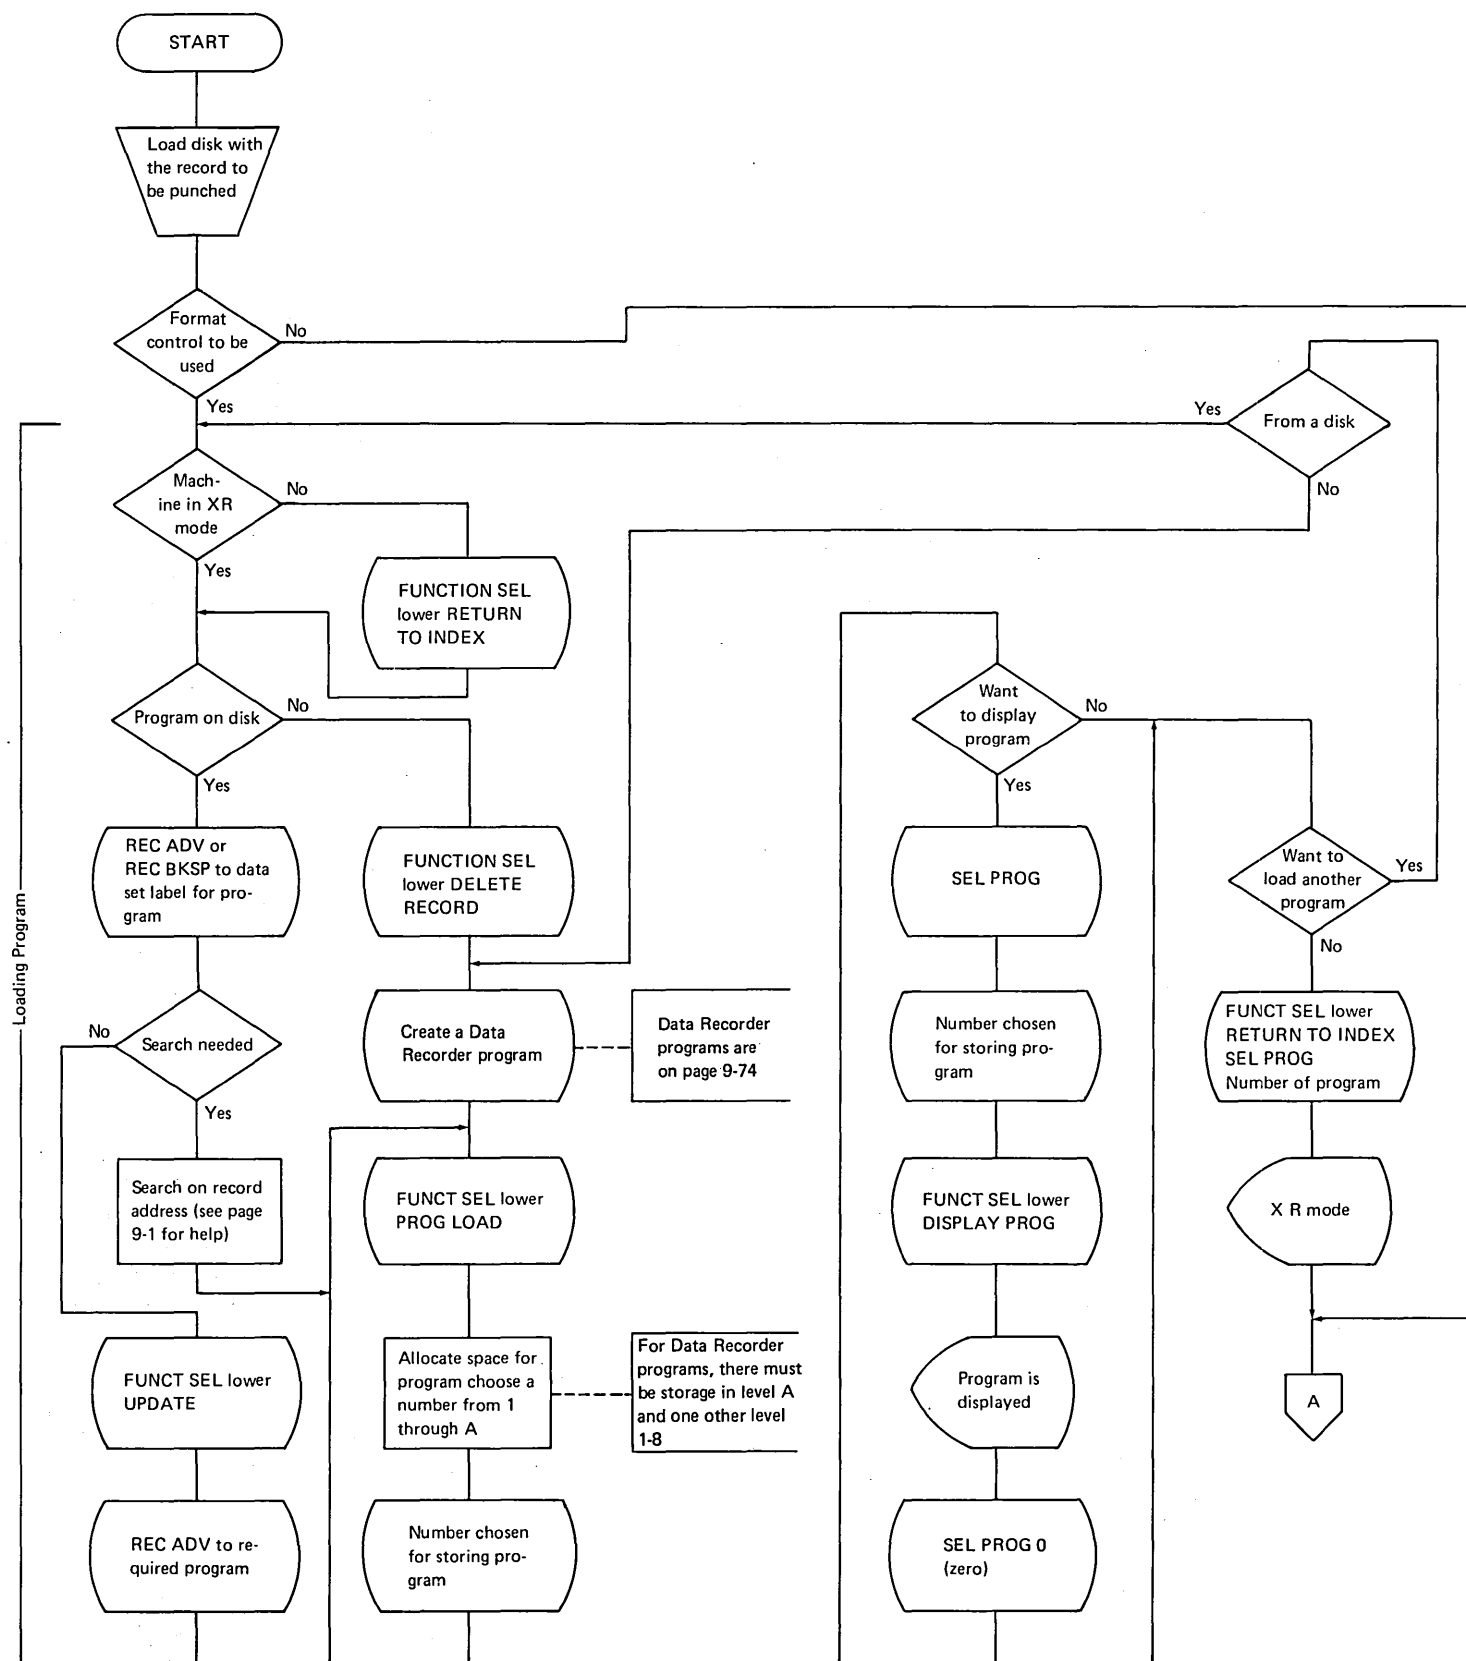 START
Load disk with
the record to
be punched
Format
control to be
used
No
Yes
From a disk
Yes
No
Mach-
ine in XR
mode
No
Yes
FUNCTION SEL
lower RETURN
TO INDEX
Program on disk
No
Yes
Want
to display
program
No
Yes
REC ADV or
REC BKSP to data
set label for pro-
gram
FUNCTION SEL
lower DELETE
RECORD
SEL PROG
Want to
load another
program
Yes
No
Loading Program
Search needed
No
Yes
Create a Data
Recorder program
Data Recorder
programs are
on page 9-74
Number chosen
for storing pro-
gram
FUNCT SEL lower
RETURN TO INDEX
SEL PROG
Number of program
Search on record
address (see page
9-1 for help)
FUNCT SEL lower
PROG LOAD
FUNCT SEL lower
DISPLAY PROG
X R mode
FUNCT SEL lower
UPDATE
Allocate space for
program choose a
number from 1
through A
For Data Recorder
programs, there must
be storage in level A
and one other level
1-8
Program is
displayed
A
REC ADV to re-
quired program
Number chosen
for storing pro-
gram
SEL PROG 0
(zero)